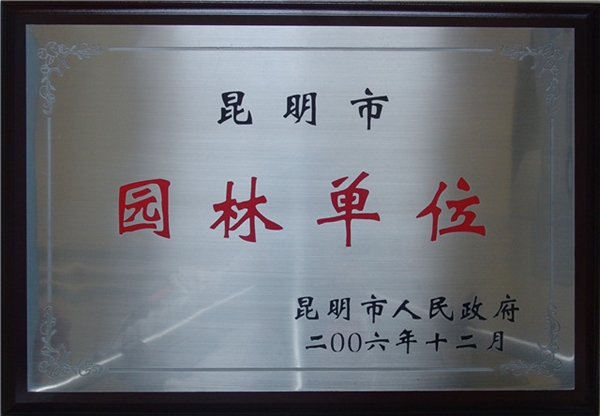 昆明市
园林单位
昆明市人民政府
二00六年十二月